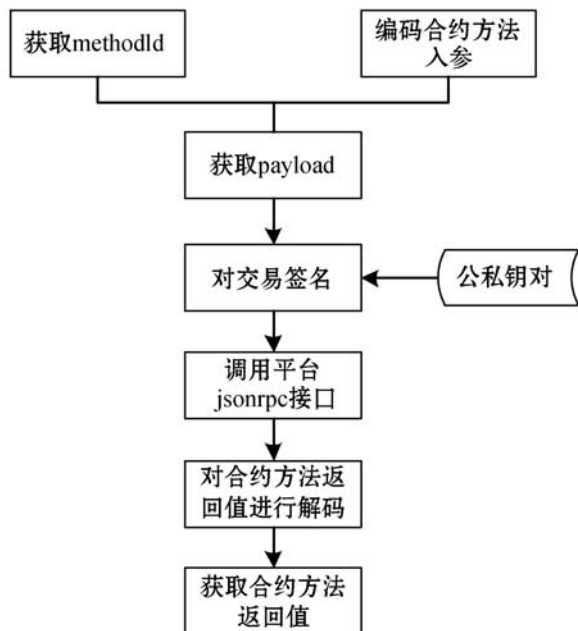 获取methodId
编码合约方法
入参
获取payload
对交易签名
公私钥对
调用平台
jsonrpc接口
对合约方法返
回值进行解码
获取合约方法
返回值